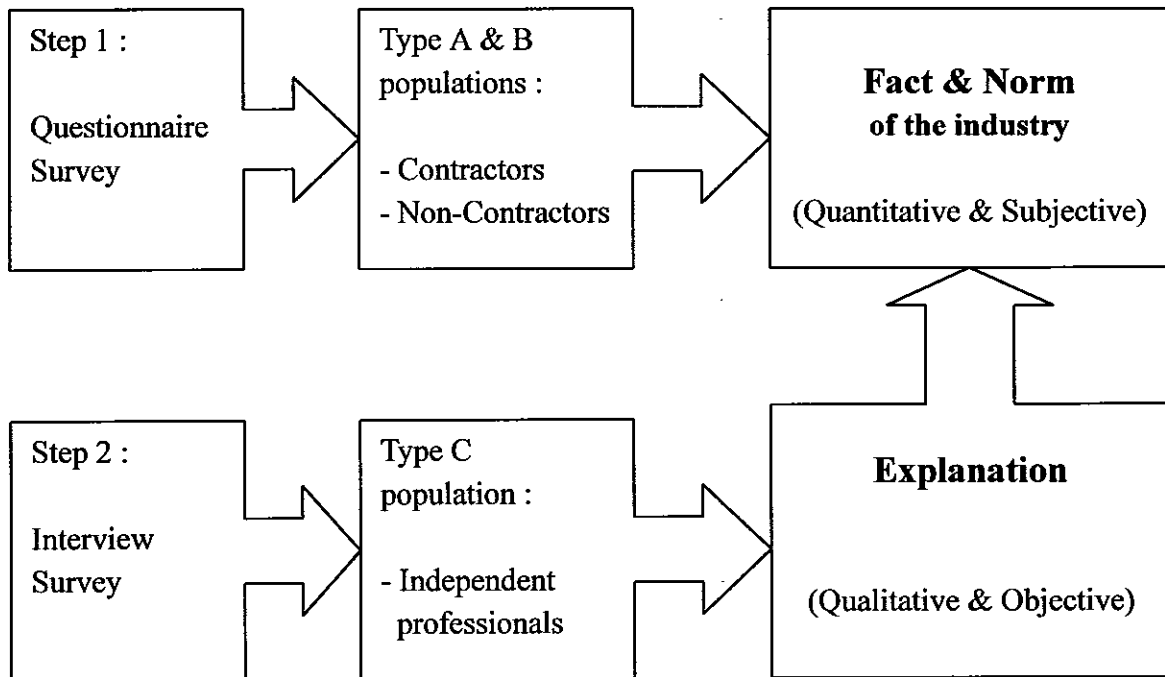 Step 1 :
Questionnaire
Survey
Type A & B
populations :
- Contractors
- Non-Contractors
Fact & Norm
of the industry
(Quantitative & Subjective)
Step 2 :
Interview
Survey
Type C
population :
- Independent
professionals
Explanation
(Qualitative & Objective)